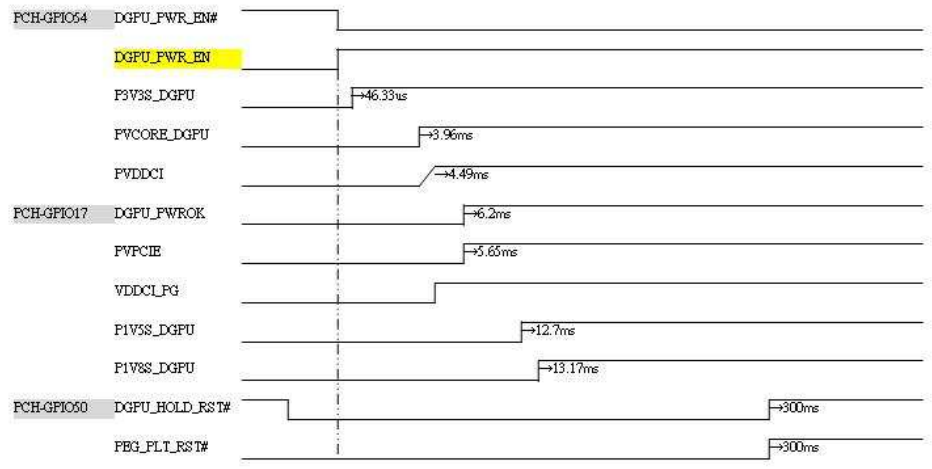 PCH-GPIO54 DGPU_PWR_EN#
DGPU_PWR_EN
P3V3S_DGPU →46.33us
PVCORE_DGPU →3.96ms
PVDDCI →4.49ms
PCH-GPIO17 DGPU_PWROK →6.2ms
PVPCIE →5.65ms
VDDCI_PG
P1V5S_DGPU →12.7ms
P1V8S_DGPU →13.17ms
PCH-GPIO50 DGPU_HOLD_RST# →300ms
PEG_PLT_RST# →300ms